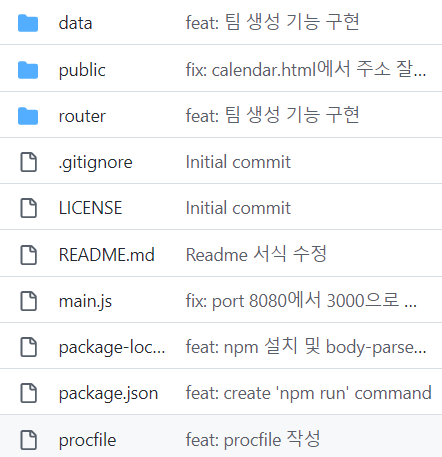 data feat: 팀 생성 기능 구현
public fix: calendar.html에서 주소 잘...
router feat: 팀 생성 기능 구현
.gitignore Initial commit
LICENSE Initial commit
README.md Readme 서식 수정
main.js fix: port 8080에서 3000으로 ...
package-loc... feat: npm 설치 및 body-parse...
package.json feat: create 'npm run' command
procfile feat: procfile 작성